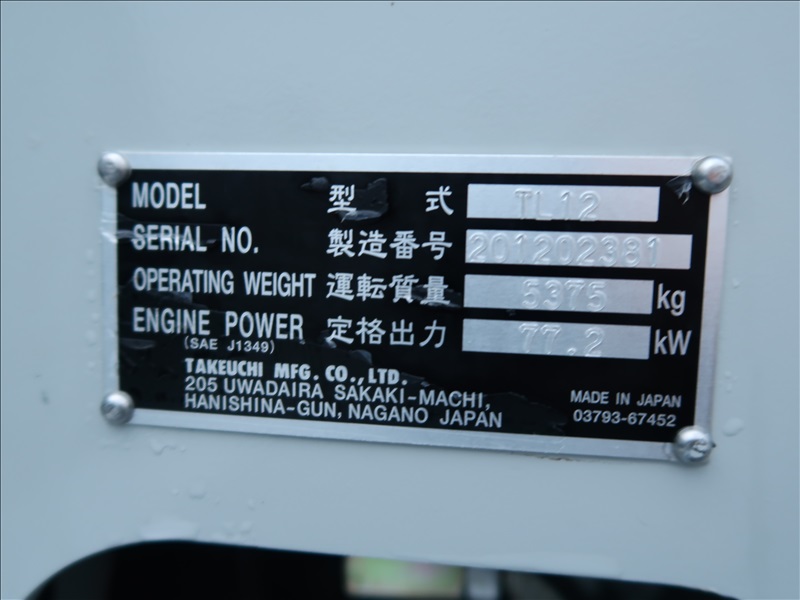 MODEL 型 式 TL12
SERIAL NO. 製造番号 201202381
OPERATING WEIGHT 運転質量 5375 kg
ENGINE POWER 定格出力 77.2 kW
(SAE J1349)
TAKEUCHI MFG. CO., LTD.
205 UWADAIRA SAKAKI-MACHI,
HANISHINA-GUN, NAGANO JAPAN
MADE IN JAPAN
03793-67452